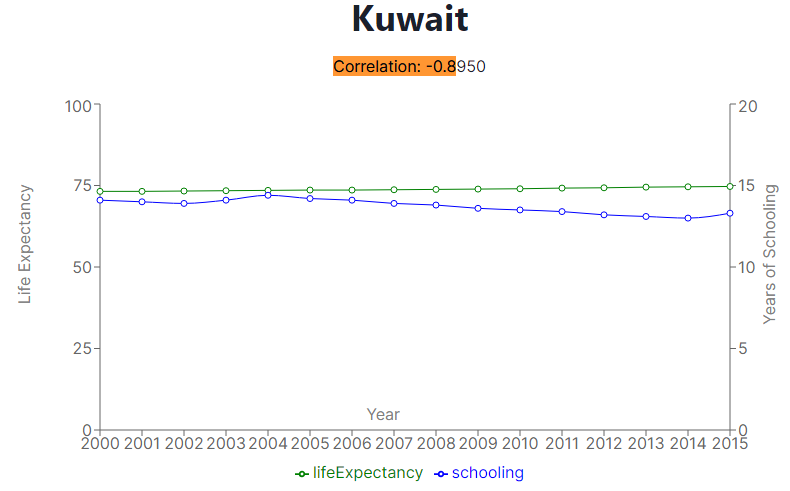 Kuwait
Correlation: -0.8950
100 20
75 15
50 10
25 5
0 0
Life Expectancy
Years of Schooling
Year
2000 2001 2002 2003 2004 2005 2006 2007 2008 2009 2010 2011 2012 2013 2014 2015
lifeExpectancy schooling